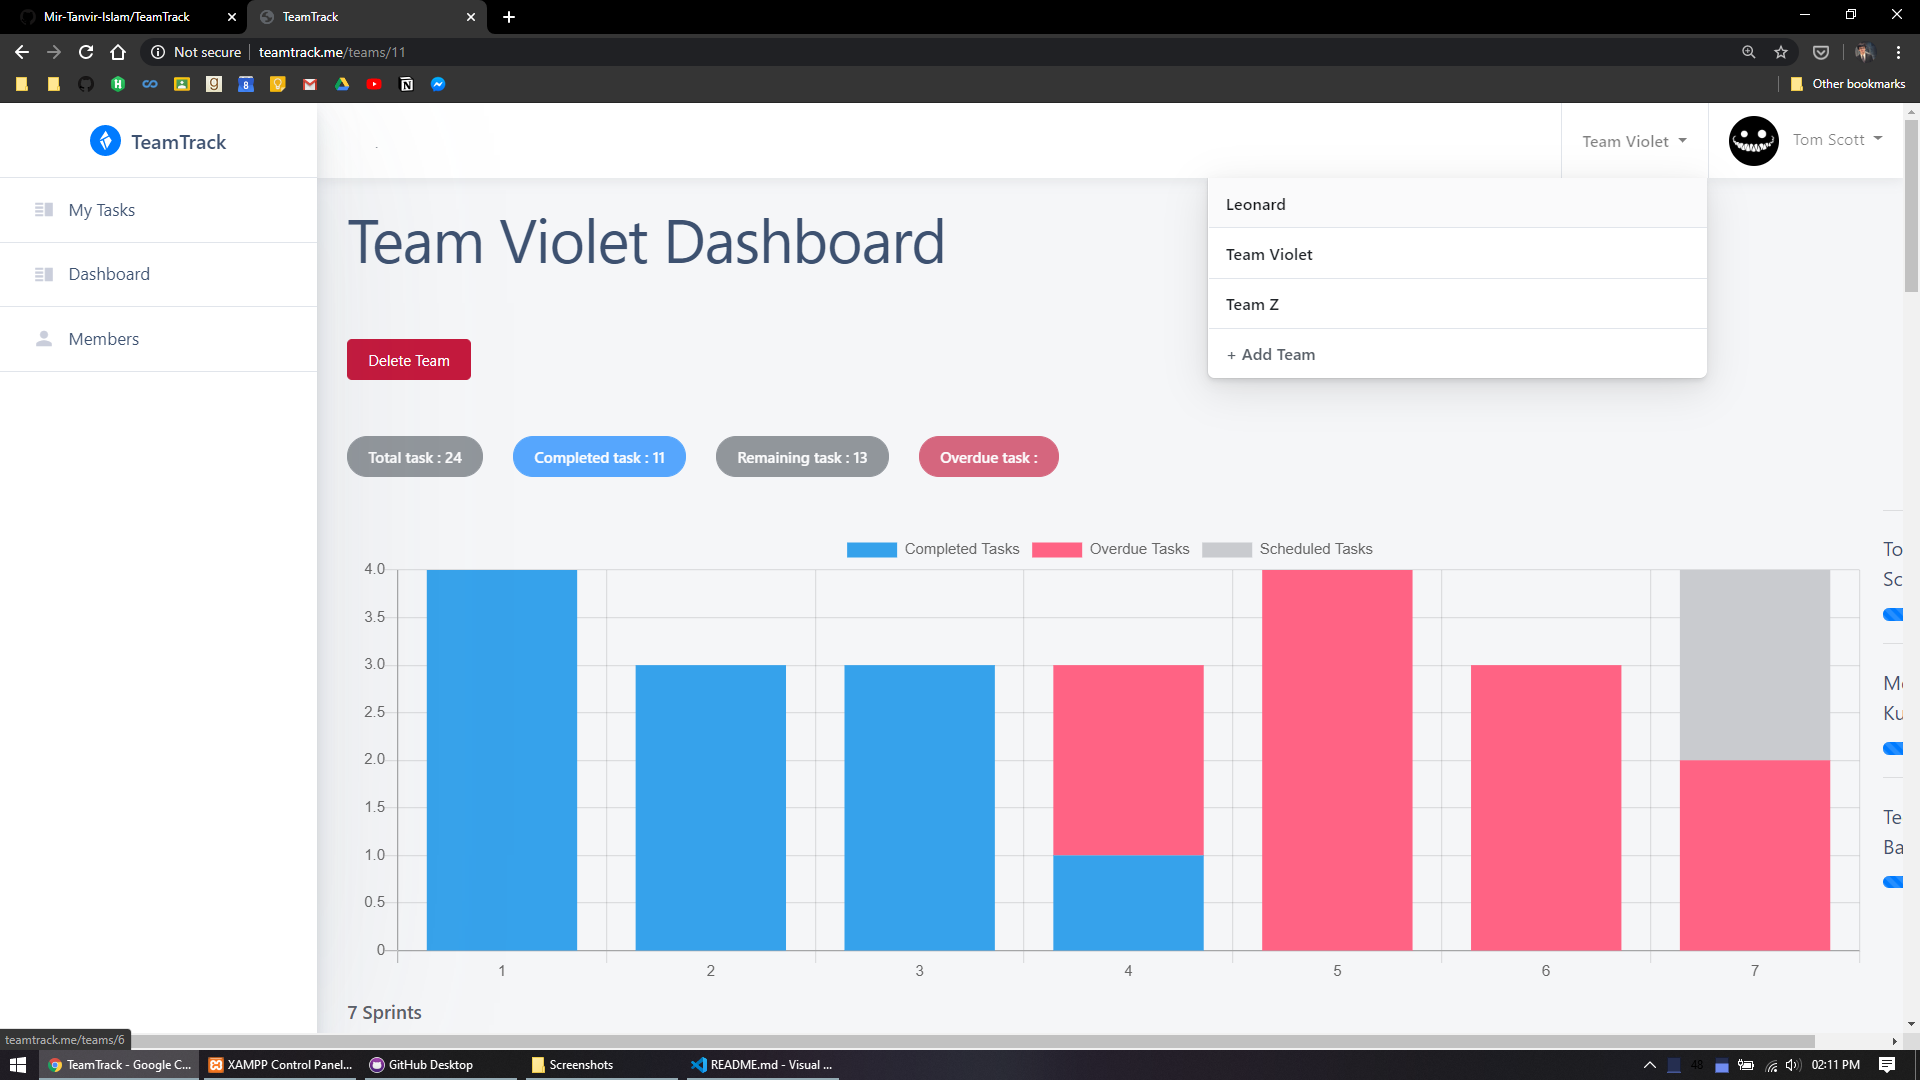 Mir-Tanvir-Islam/TeamTrack
TeamTrack
Not secure
teamtrack.me/teams/11
Other bookmarks
TeamTrack
Team Violet
Tom Scott
My Tasks
Dashboard
Members
Leonard
Team Violet
Team Z
+ Add Team
Team Violet Dashboard
Delete Team
Total task : 24
Completed task : 11
Remaining task : 13
Overdue task :
Completed Tasks
Overdue Tasks
Scheduled Tasks
4.0
3.5
3.0
2.5
2.0
1.5
1.0
0.5
0
1 2 3 4 5 6 7
To
Sc
Ku
Te
Ba
7 Sprints
teamtrack.me/teams/6
TeamTrack - Google C...
XAMPP Control Panel...
GitHub Desktop
Screenshots
README.md - Visual ...
48
02:11 PM